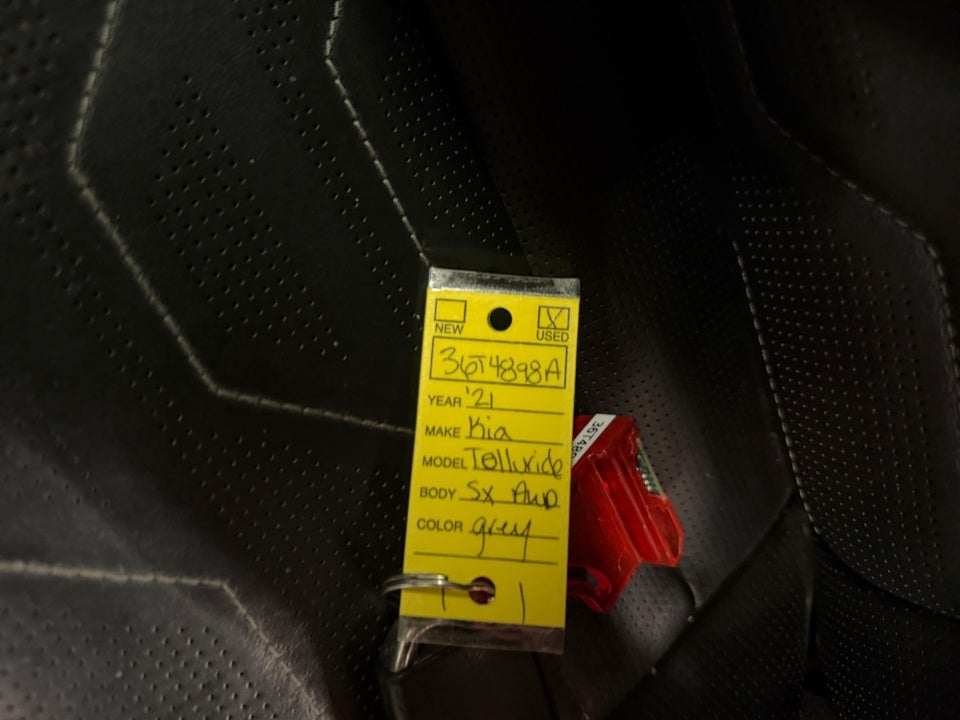 NEW USED
36T4898A
YEAR '21
MAKE Kia
MODEL Telluride
BODY SX AWD
COLOR grey